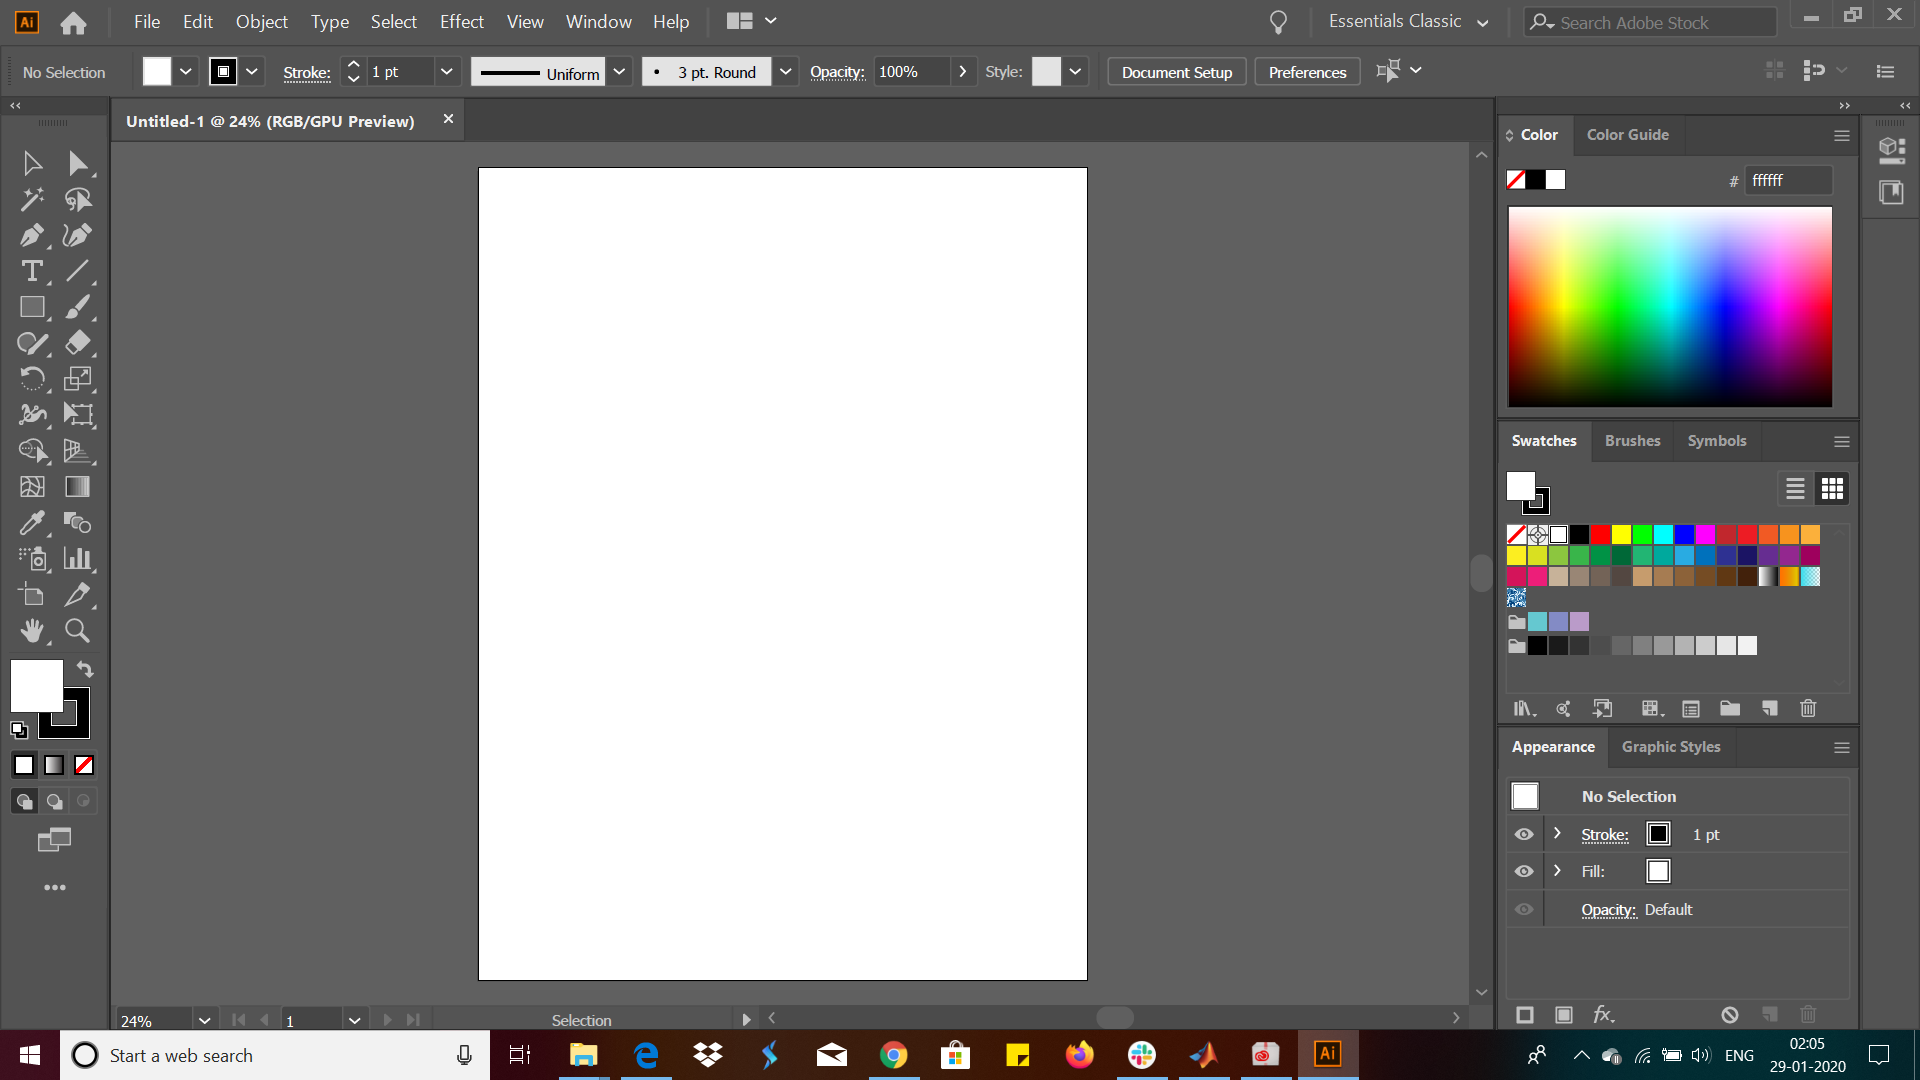 Ai File Edit Object Type Select Effect View Window Help Essentials Classic Search Adobe Stock
No Selection Stroke: 1 pt Uniform 3 pt. Round Opacity: 100% Style: Document Setup Preferences
Untitled-1 @ 24% (RGB/GPU Preview)
Color Color Guide
# ffffff
Swatches Brushes Symbols
Appearance Graphic Styles
No Selection
Stroke: 1 pt
Fill:
Opacity: Default
fx
24% 1 Selection
Start a web search Ai ENG 02:05
29-01-2020